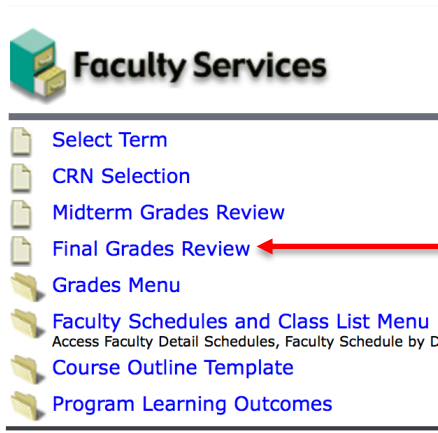 Faculty Services
Select Term
CRN Selection
Midterm Grades Review
Final Grades Review
Grades Menu
Faculty Schedules and Class List Menu
Access Faculty Detail Schedules, Faculty Schedule by D
Course Outline Template
Program Learning Outcomes